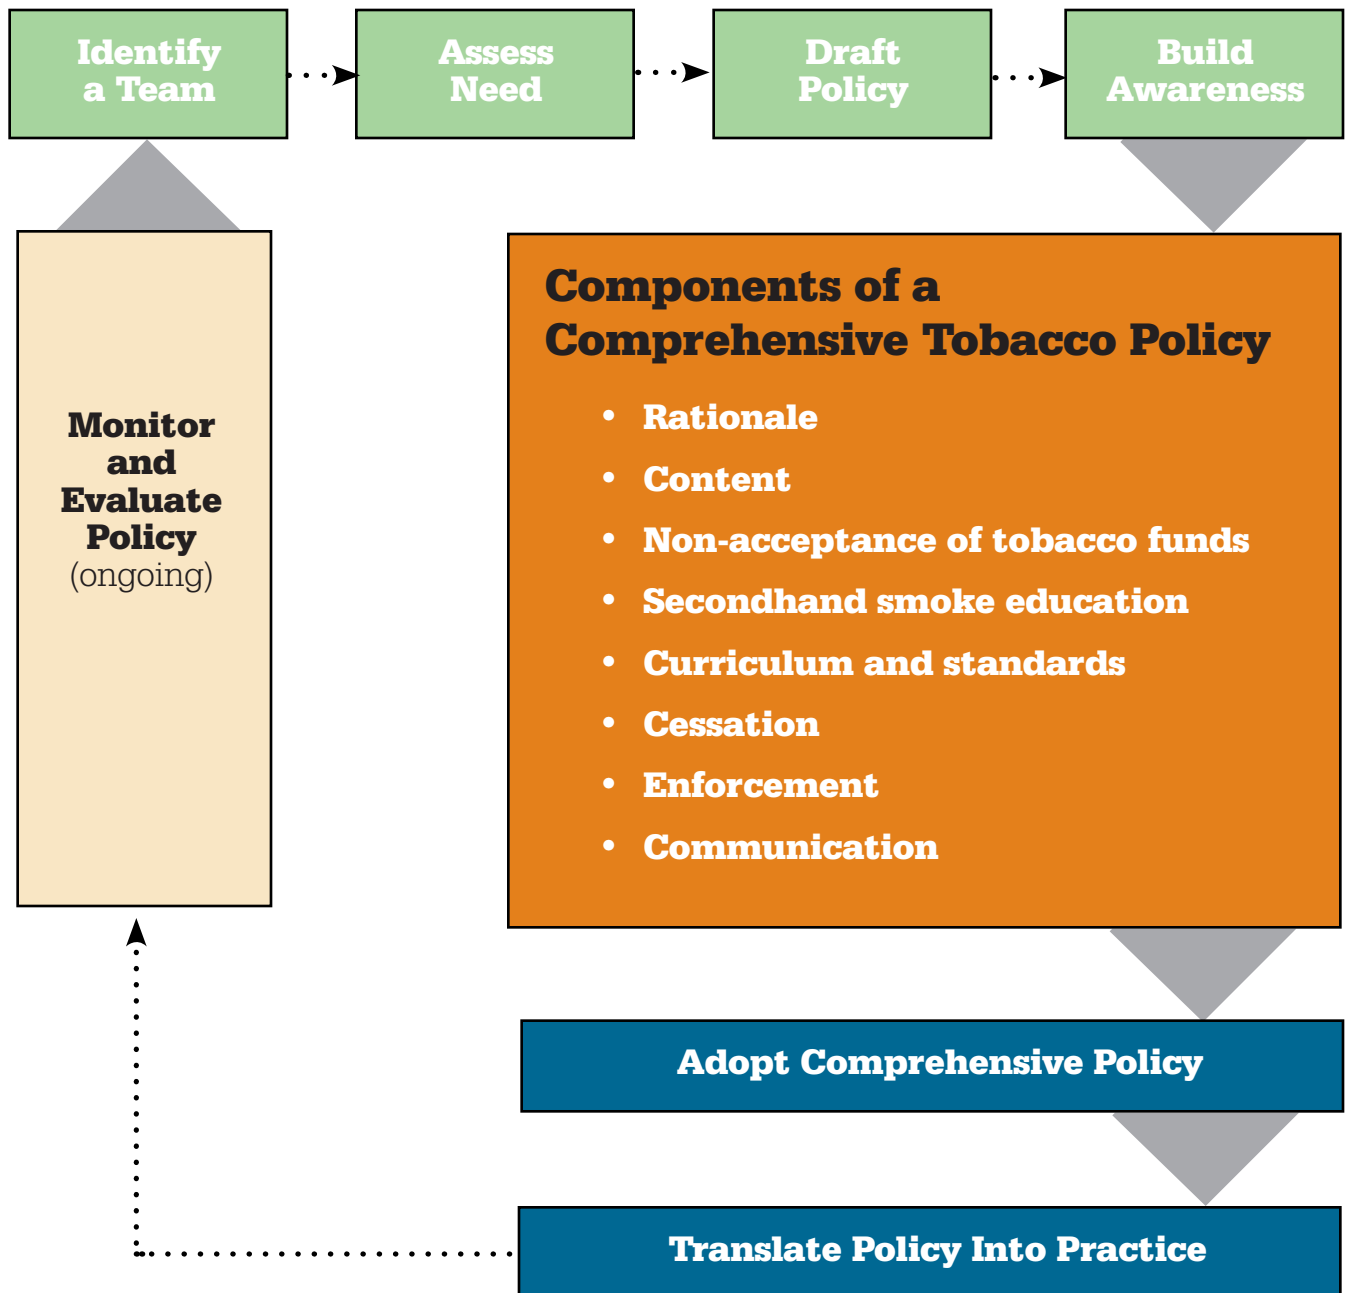 Identify
a Team
Assess
Need
Draft
Policy
Build
Awareness
Monitor
and
Evaluate
Policy
(ongoing)
Components of a
Comprehensive Tobacco Policy
• Rationale
• Content
• Non-acceptance of tobacco funds
• Secondhand smoke education
• Curriculum and standards
• Cessation
• Enforcement
• Communication
Adopt Comprehensive Policy
Translate Policy Into Practice